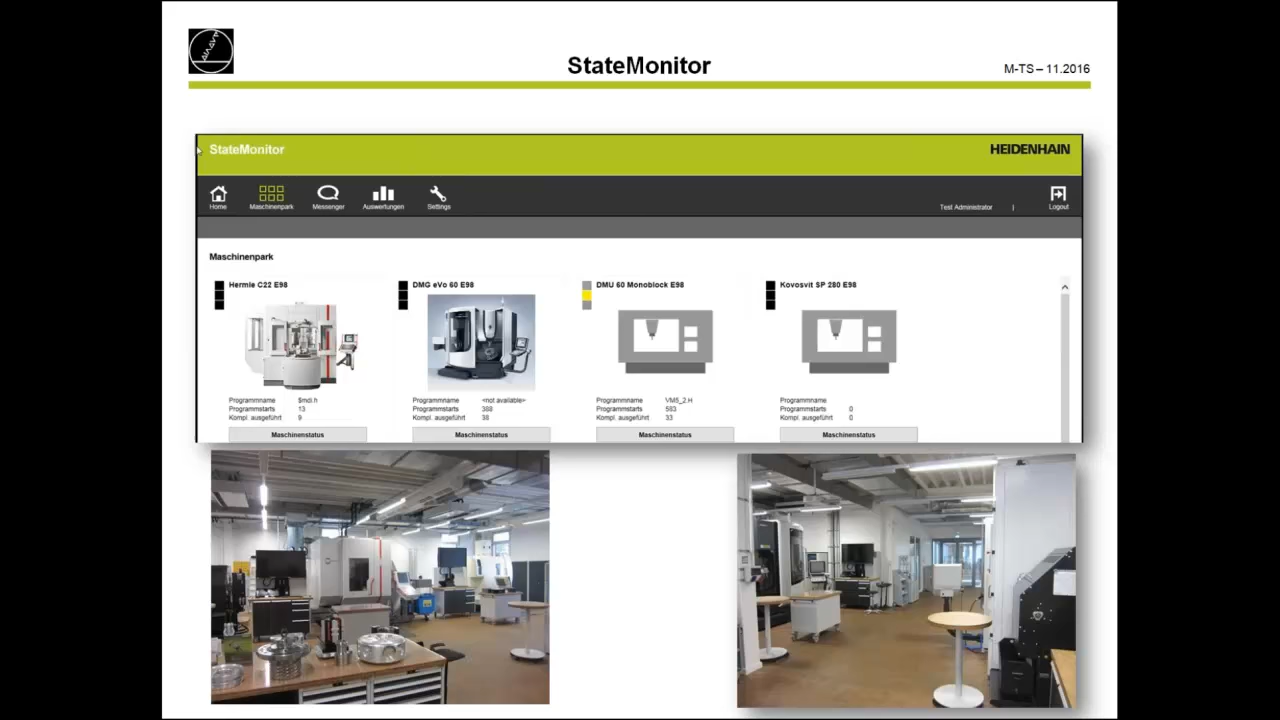 StateMonitor
M-TS – 11.2016
StateMonitor
HEIDENHAIN
Home
Maschinenpark
Messenger
Auswertungen
Settings
Test Administrator
|
Logout
Maschinenpark
Hermle C22 E98
DMG eVo 60 E98
DMU 60 Monoblock E98
Kovosvit SP 280 E98
Programmname $mdi.h
Programmstarts 13
Kompl. ausgeführt 9
Maschinenstatus
Programmname <not available>
Programmstarts 388
Kompl. ausgeführt 38
Maschinenstatus
Programmname VM5_2.H
Programmstarts 583
Kompl. ausgeführt 33
Maschinenstatus
Programmname
Programmstarts 0
Kompl. ausgeführt 0
Maschinenstatus